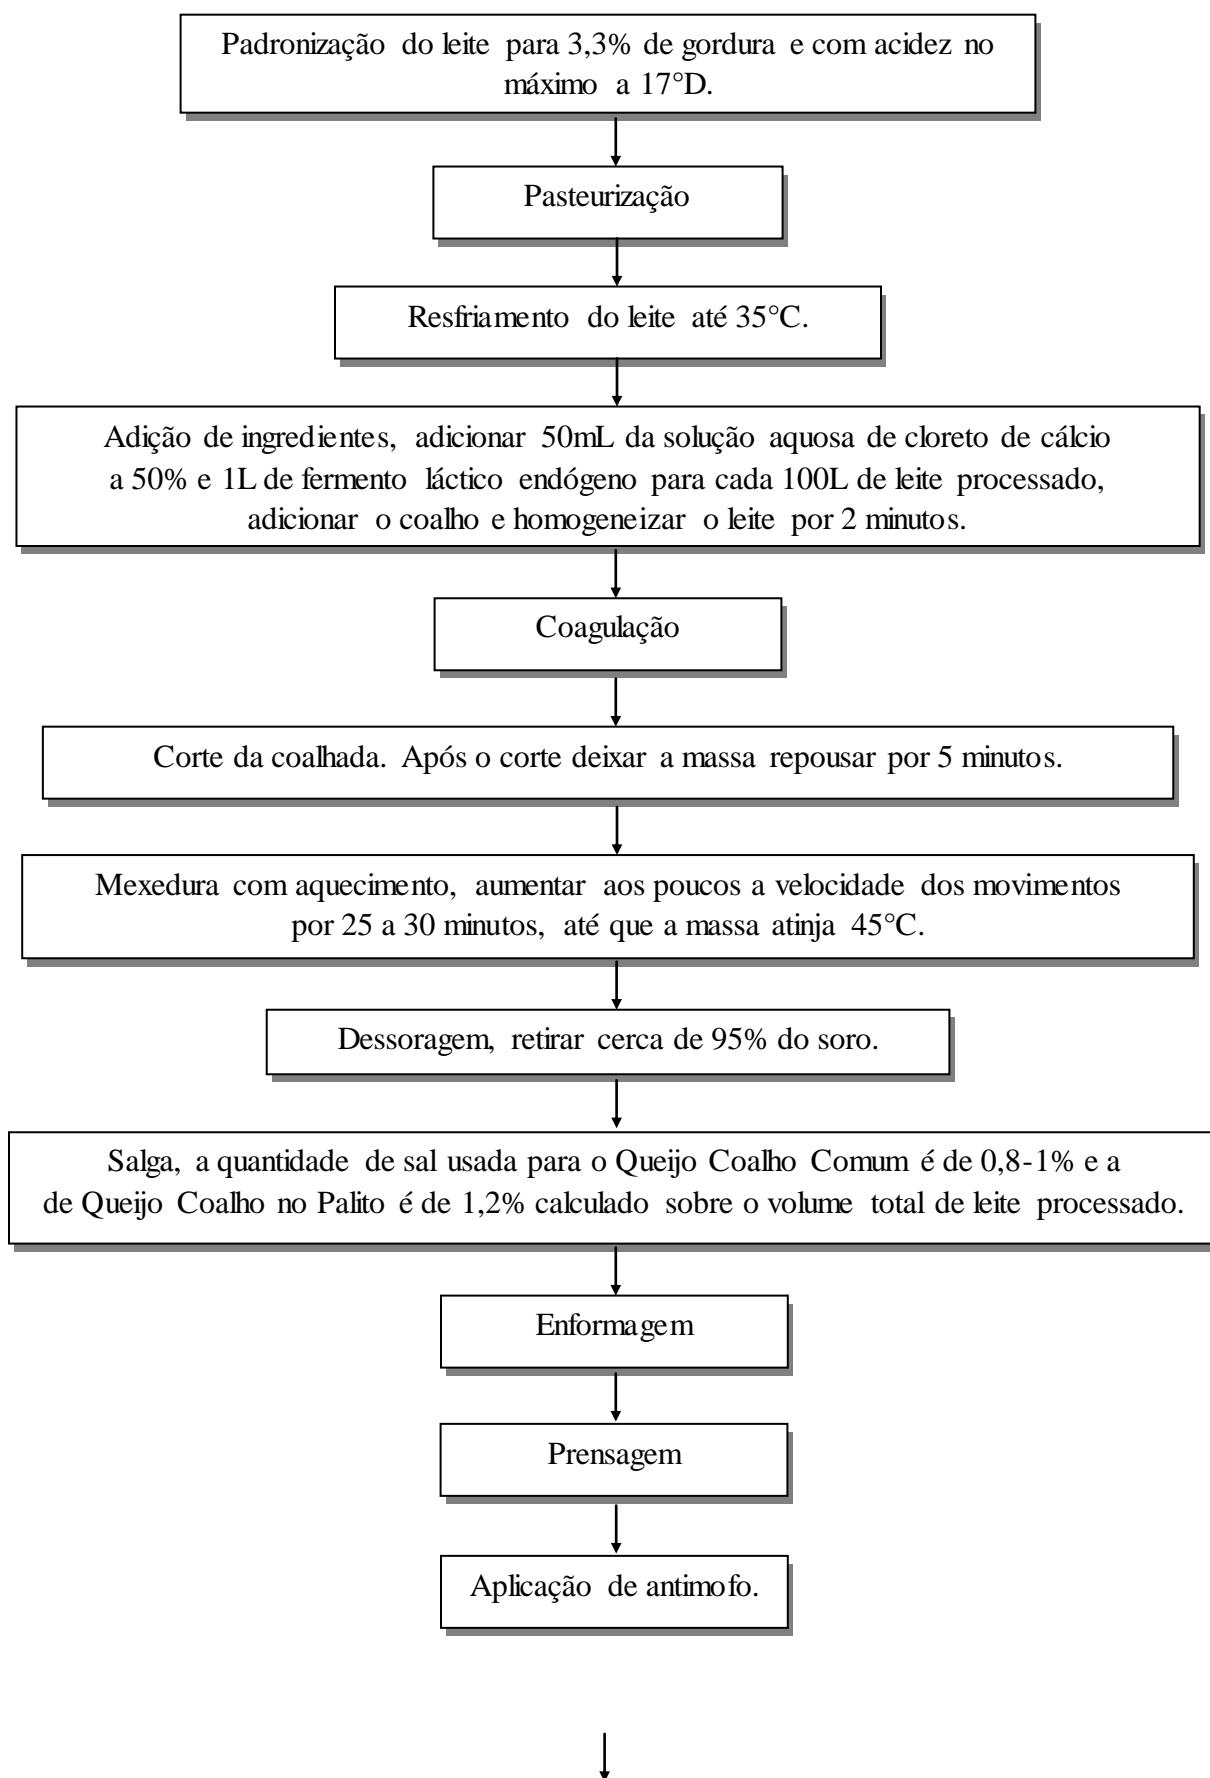 Padronização do leite para 3,3% de gordura e com acidez no
máximo a 17°D.
Pasteurização
Resfriamento do leite até 35°C.
Adição de ingredientes, adicionar 50mL da solução aquosa de cloreto de cálcio
a 50% e 1L de fermento láctico endógeno para cada 100L de leite processado,
adicionar o coalho e homogeneizar o leite por 2 minutos.
Coagulação
Corte da coalhada. Após o corte deixar a massa repousar por 5 minutos.
Mexedura com aquecimento, aumentar aos poucos a velocidade dos movimentos
por 25 a 30 minutos, até que a massa atinja 45°C.
Dessoragem, retirar cerca de 95% do soro.
Salga, a quantidade de sal usada para o Queijo Coalho Comum é de 0,8-1% e a
de Queijo Coalho no Palito é de 1,2% calculado sobre o volume total de leite processado.
Enformagem
Prensagem
Aplicação de antimofo.